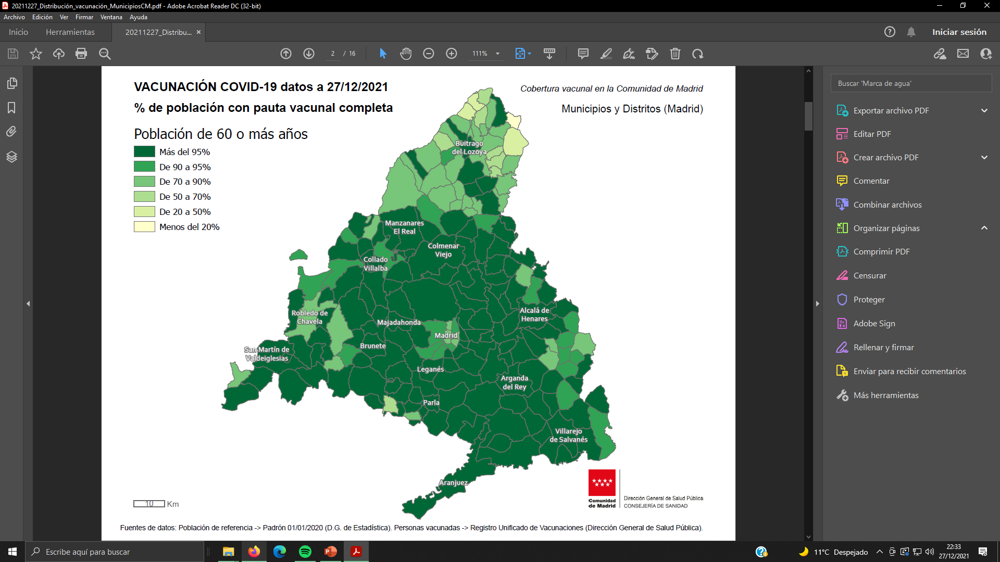 20211227_Distribución_vacunación_MunicipiosCM.pdf - Adobe Acrobat Reader DC (32-bit)
Archivo Edición Ver Firmar Ventana Ayuda
Inicio Herramientas 20211227_Distribu... Iniciar sesión
2 / 16 111%
VACUNACIÓN COVID-19 datos a 27/12/2021
% de población con pauta vacunal completa
Cobertura vacunal en la Comunidad de Madrid
Municipios y Distritos (Madrid)
Población de 60 o más años
Más del 95%
De 90 a 95%
De 70 a 90%
De 50 a 70%
De 20 a 50%
Menos del 20%
Buitrago
del Lozoya
Manzanares
El Real
Colmenar
Viejo
Collado
Villalba
Alcalá de
Henares
Robledo de
Chavela
Majadahonda
Madrid
Brunete
San Martín de
Valdeiglesias
Leganés
Arganda
del Rey
Parla
Villarejo
de Salvanés
Aranjuez
10 Km
Comunidad
de Madrid
Dirección General de Salud Pública
CONSEJERÍA DE SANIDAD
Fuentes de datos: Población de referencia -> Padrón 01/01/2020 (D.G. de Estadística). Personas vacunadas -> Registro Unificado de Vacunaciones (Dirección General de Salud Pública).
Buscar 'Marca de agua'
Exportar archivo PDF
Editar PDF
Crear archivo PDF
Comentar
Combinar archivos
Organizar páginas
Comprimir PDF
Censurar
Proteger
Adobe Sign
Rellenar y firmar
Enviar para recibir comentarios
Más herramientas
Escribe aquí para buscar
11°C Despejado
22:33
27/12/2021